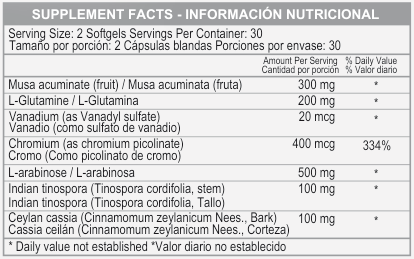 SUPPLEMENT FACTS - INFORMACIÓN NUTRICIONAL
Serving Size: 2 Softgels Servings Per Container: 30
Tamaño por porción: 2 Cápsulas blandas Porciones por envase: 30
Amount Per Serving % Daily Value
Cantidad por porción % Valor diario
Musa acuminate (fruit) / Musa acuminata (fruta) 300 mg *
L-Glutamine / L-Glutamina 200 mg *
Vanadium (as Vanadyl sulfate) 20 mcg *
Vanadio (como sulfato de vanadio)
Chromium (as chromium picolinate) 400 mcg 334%
Cromo (Como picolinato de cromo)
L-arabinose / L-arabinosa 500 mg *
Indian tinospora (Tinospora cordifolia, stem) 100 mg *
Indian tinospora (Tinospora cordifolia, Tallo)
Ceylan cassia (Cinnamomum zeylanicum Nees., Bark) 100 mg *
Cassia ceilán (Cinnamomum zeylanicum Nees., Corteza)
* Daily value not established *Valor diario no establecido